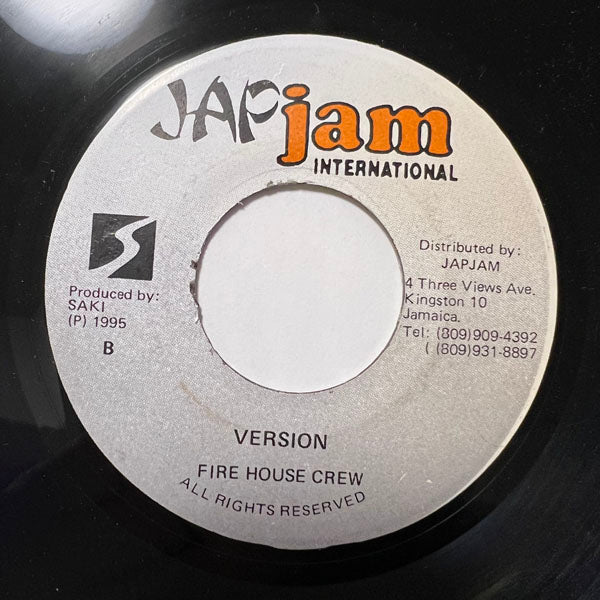 JAPjam
INTERNATIONAL
Distributed by:
JAPJAM
4 Three Views Ave.
Kingston 10
Jamaica.
Tel: (809)909-4392
( (809)931-8897
Produced by:
SAKI
(P) 1995
B
VERSION
FIRE HOUSE CREW
ALL RIGHTS RESERVED